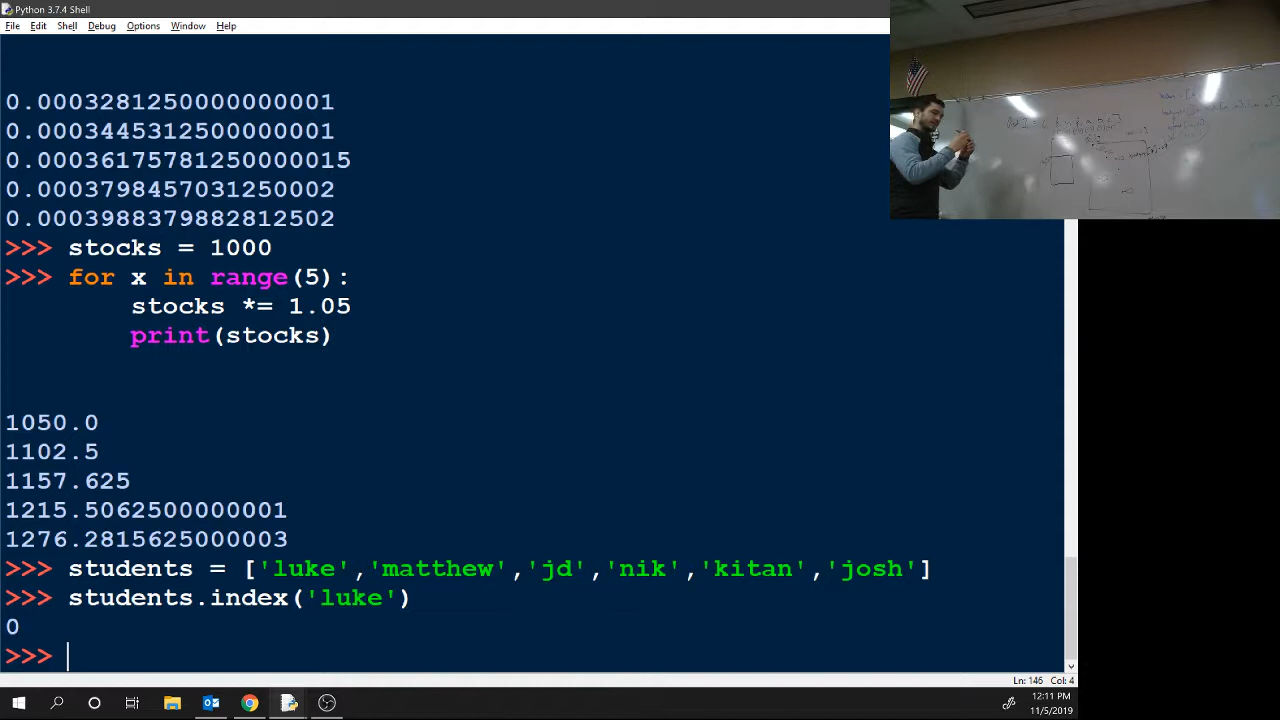 Python 3.7.4 Shell
File Edit Shell Debug Options Window Help
0.0003281250000000001
0.0003445312500000001
0.00036175781250000015
0.0003798457031250002
0.0003988379882812502
>>> stocks = 1000
>>> for x in range(5):
stocks *= 1.05
print(stocks)
1050.0
1102.5
1157.625
1215.5062500000001
1276.2815625000003
>>> students = ['luke','matthew','jd','nik','kitan','josh']
>>> students.index('luke')
0
>>>
Ln: 146 Col: 4
12:11 PM
11/5/2019